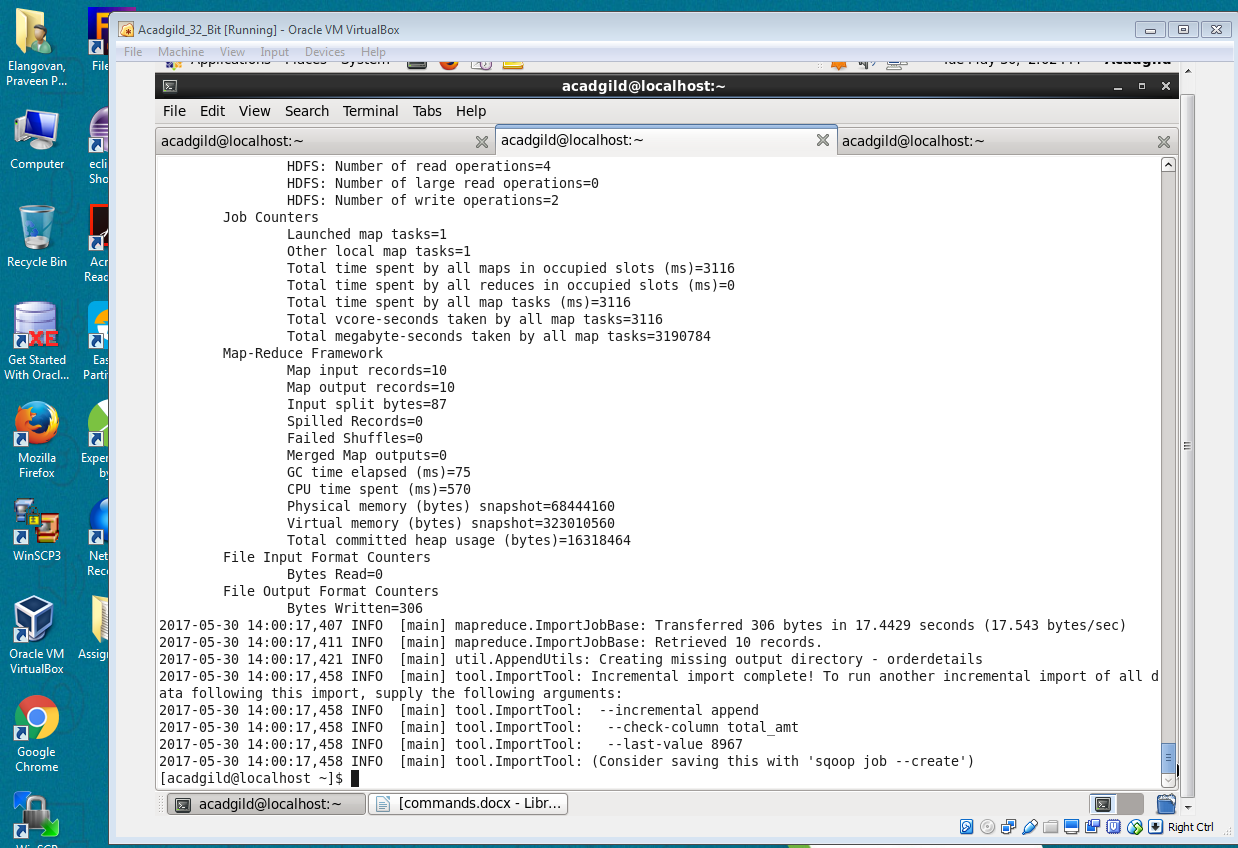 Acadgild_32_Bit [Running] - Oracle VM VirtualBox
File Machine View Input Devices Help
acadgild@localhost:~
File Edit View Search Terminal Tabs Help
acadgild@localhost:~
acadgild@localhost:~
acadgild@localhost:~
HDFS: Number of read operations=4
HDFS: Number of large read operations=0
HDFS: Number of write operations=2
Job Counters
Launched map tasks=1
Other local map tasks=1
Total time spent by all maps in occupied slots (ms)=3116
Total time spent by all reduces in occupied slots (ms)=0
Total time spent by all map tasks (ms)=3116
Total vcore-seconds taken by all map tasks=3116
Total megabyte-seconds taken by all map tasks=3190784
Map-Reduce Framework
Map input records=10
Map output records=10
Input split bytes=87
Spilled Records=0
Failed Shuffles=0
Merged Map outputs=0
GC time elapsed (ms)=75
CPU time spent (ms)=570
Physical memory (bytes) snapshot=68444160
Virtual memory (bytes) snapshot=323010560
Total committed heap usage (bytes)=16318464
File Input Format Counters
Bytes Read=0
File Output Format Counters
Bytes Written=306
2017-05-30 14:00:17,407 INFO  [main] mapreduce.ImportJobBase: Transferred 306 bytes in 17.4429 seconds (17.543 bytes/sec)
2017-05-30 14:00:17,411 INFO  [main] mapreduce.ImportJobBase: Retrieved 10 records.
2017-05-30 14:00:17,421 INFO  [main] util.AppendUtils: Creating missing output directory - orderdetails
2017-05-30 14:00:17,458 INFO  [main] tool.ImportTool: Incremental import complete! To run another incremental import of all d
ata following this import, supply the following arguments:
2017-05-30 14:00:17,458 INFO  [main] tool.ImportTool:  --incremental append
2017-05-30 14:00:17,458 INFO  [main] tool.ImportTool:   --check-column total_amt
2017-05-30 14:00:17,458 INFO  [main] tool.ImportTool:   --last-value 8967
2017-05-30 14:00:17,458 INFO  [main] tool.ImportTool: (Consider saving this with 'sqoop job --create')
[acadgild@localhost ~]$
acadgild@localhost:~
[commands.docx - Libr...
Right Ctrl
Elangovan,
Praveen P...
Computer
Recycle Bin
XE
Get Started
With Oracl...
Mozilla
Firefox
WinSCP3
Oracle VM
VirtualBox
Google
Chrome
File
ecli
Sho
Acr
Read
Eas
Parti
Exper
by
Net
Reco
Assign